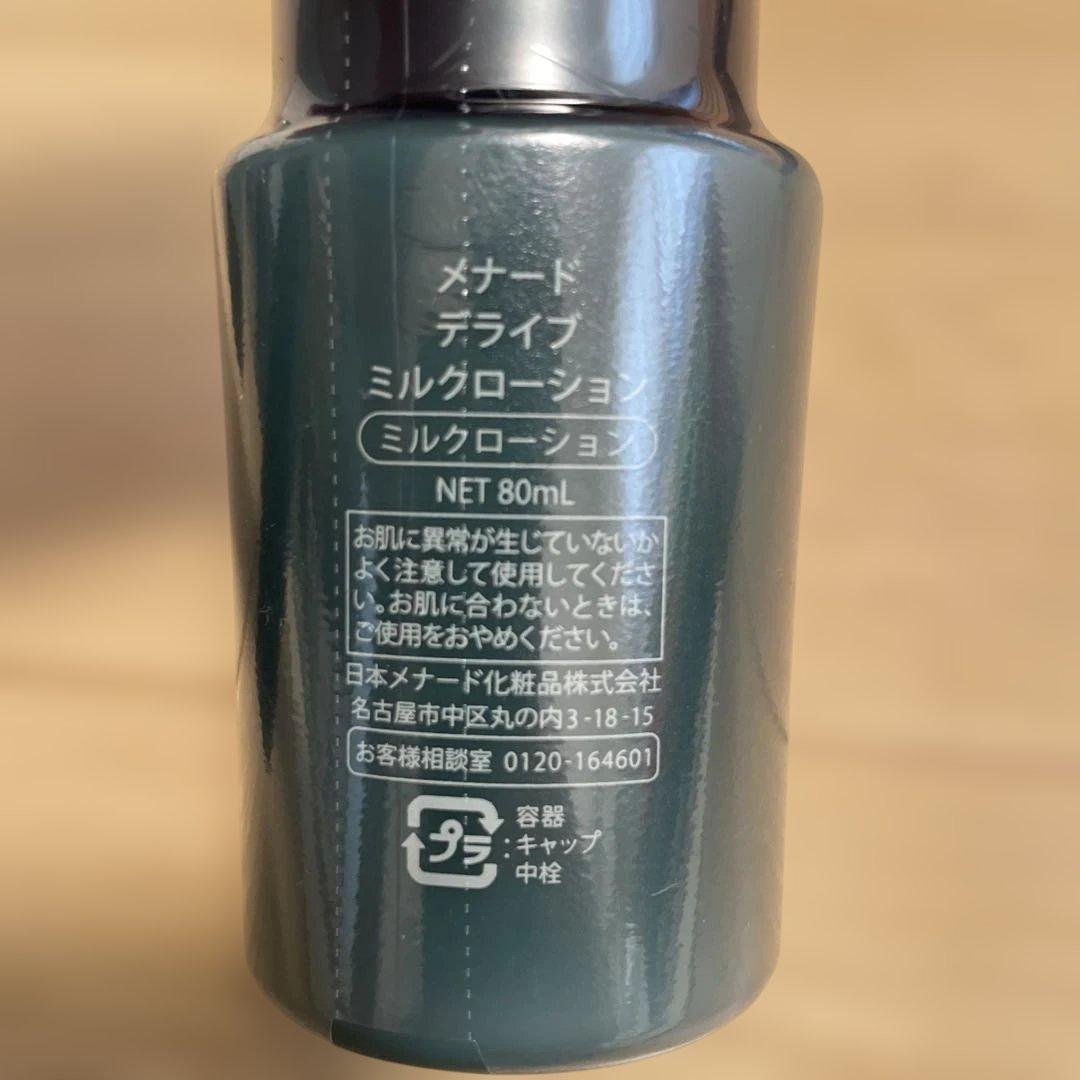 メナード
デライブ
ミルクローション
ミルクローション
NET 80mL
お肌に異常が生じていないか
よく注意して使用してくださ
い。お肌に合わないときは、
ご使用をおやめください。
日本メナード化粧品株式会社
名古屋市中区丸の内3-18-15
お客様相談室 0120-164601
容器
プラ:キャップ
中栓